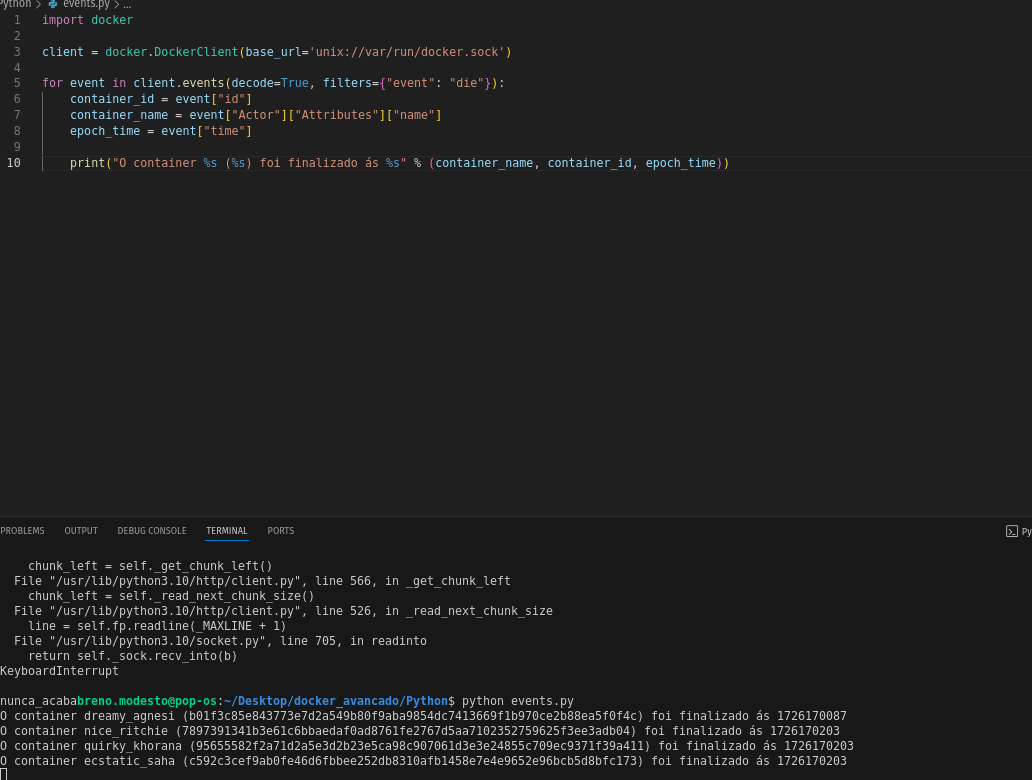 Python > events.py > ...
1 import docker
2
3 client = docker.DockerClient(base_url='unix://var/run/docker.sock')
4
5 for event in client.events(decode=True, filters={"event": "die"}):
6     container_id = event["id"]
7     container_name = event["Actor"]["Attributes"]["name"]
8     epoch_time = event["time"]
9
10     print("O container %s (%s) foi finalizado ás %s" % (container_name, container_id, epoch_time))
PROBLEMS OUTPUT DEBUG CONSOLE TERMINAL PORTS Py
    chunk_left = self._get_chunk_left()
  File "/usr/lib/python3.10/http/client.py", line 566, in _get_chunk_left
    chunk_left = self._read_next_chunk_size()
  File "/usr/lib/python3.10/http/client.py", line 526, in _read_next_chunk_size
    line = self.fp.readline(_MAXLINE + 1)
  File "/usr/lib/python3.10/socket.py", line 705, in readinto
    return self._sock.recv_into(b)
KeyboardInterrupt
nunca_acababreno.modesto@pop-os:~/Desktop/docker_avancado/Python$ python events.py
O container dreamy_agnesi (b01f3c85e843773e7d2a549b80f9aba9854dc7413669f1b970ce2b88ea5f0f4c) foi finalizado ás 1726170087
O container nice_ritchie (7897391341b3e61c6bbaedaf0ad8761fe2767d5aa7102352759625f3ee3adb04) foi finalizado ás 1726170203
O container quirky_khorana (95655582f2a71d2a5e3d2b23e5ca98c907061d3e3e24855c709ec9371f39a411) foi finalizado ás 1726170203
O container ecstatic_saha (c592c3cef9ab0fe46d6fbbee252db8310afb1458e7e4e9652e96bcb5d8bfc173) foi finalizado ás 1726170203